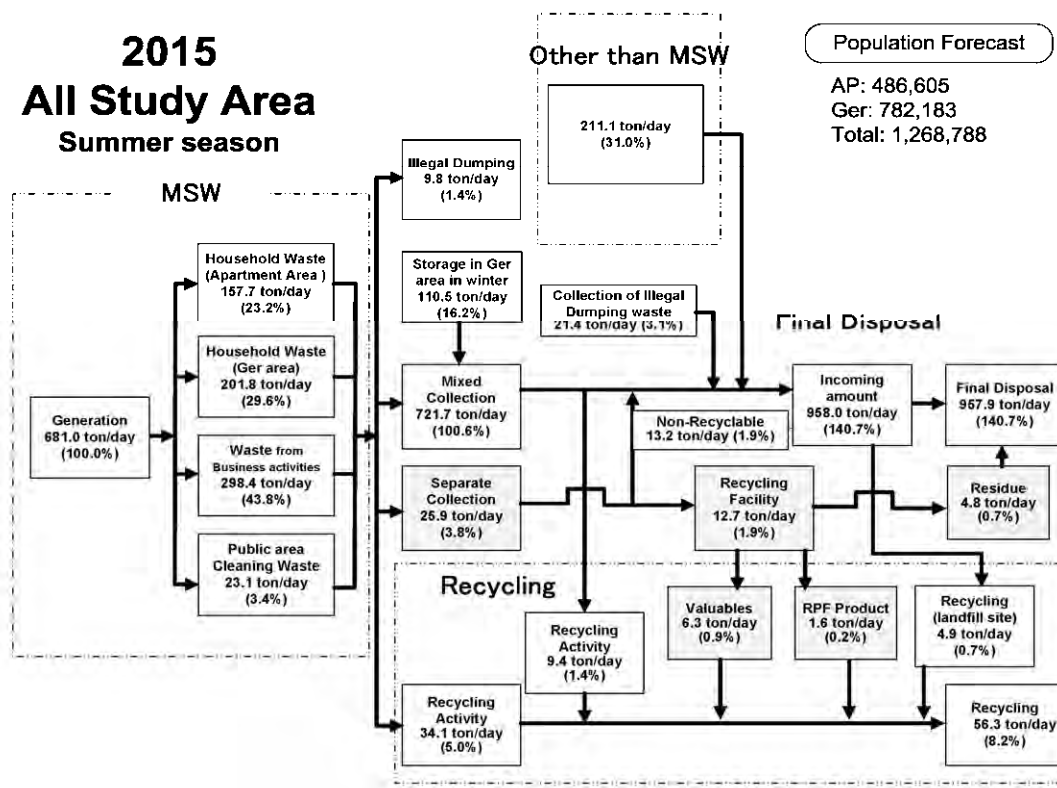 2015
All Study Area
Summer season
Population Forecast
AP: 486,605
Ger: 782,183
Total: 1,268,788
Other than MSW
211.1 ton/day
(31.0%)
MSW
Illegal Dumping
9.8 ton/day
(1.4%)
Household Waste
(Apartment Area )
157.7 ton/day
(23.2%)
Storage in Ger
area in winter
110.5 ton/day
(16.2%)
Collection of Illegal
Dumping waste
21.4 ton/day (3.1%)
Final Disposal
Household Waste
(Ger area)
201.8 ton/day
(29.6%)
Mixed
Collection
721.7 ton/day
(100.6%)
Incoming
amount
958.0 ton/day
(140.7%)
Final Disposal
957.9 ton/day
(140.7%)
Generation
681.0 ton/day
(100.0%)
Non-Recyclable
13.2 ton/day (1.9%)
Waste from
Business activities
298.4 ton/day
(43.8%)
Separate
Collection
25.9 ton/day
(3.8%)
Recycling
Facility
12.7 ton/day
(1.9%)
Residue
4.8 ton/day
(0.7%)
Public area
Cleaning Waste
23.1 ton/day
(3.4%)
Recycling
Recycling
Activity
9.4 ton/day
(1.4%)
Valuables
6.3 ton/day
(0.9%)
RPF Product
1.6 ton/day
(0.2%)
Recycling
(landfill site)
4.9 ton/day
(0.7%)
Recycling
Activity
34.1 ton/day
(5.0%)
Recycling
56.3 ton/day
(8.2%)